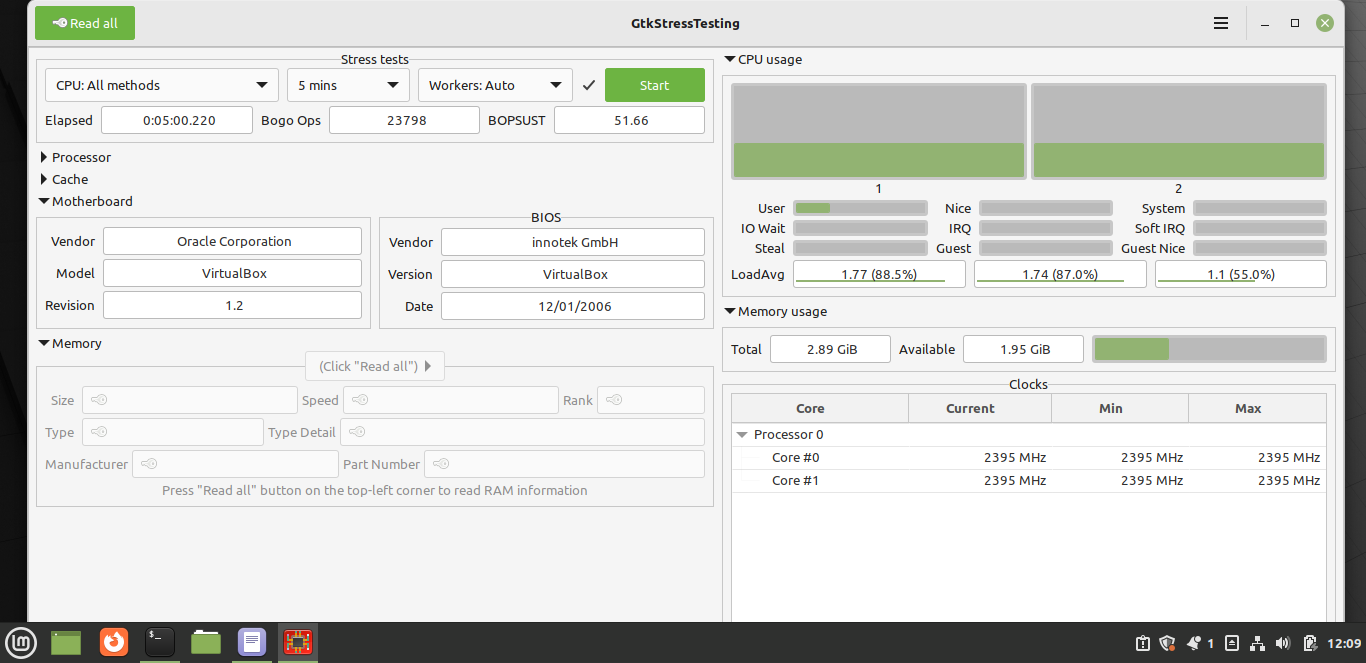 Read all
GtkStressTesting
Stress tests
CPU: All methods
5 mins
Workers: Auto
Start
Elapsed 0:05:00.220 Bogo Ops 23798 BOPSUST 51.66
Processor
Cache
Motherboard
Vendor Oracle Corporation
Model VirtualBox
Revision 1.2
BIOS
Vendor innotek GmbH
Version VirtualBox
Date 12/01/2006
Memory
(Click "Read all")
Size Speed Rank
Type Type Detail
Manufacturer Part Number
Press "Read all" button on the top-left corner to read RAM information
CPU usage
1 2
User Nice System
IO Wait IRQ Soft IRQ
Steal Guest Guest Nice
LoadAvg 1.77 (88.5%) 1.74 (87.0%) 1.1 (55.0%)
Memory usage
Total 2.89 GiB Available 1.95 GiB
Clocks
Core Current Min Max
Processor 0
Core #0 2395 MHz 2395 MHz 2395 MHz
Core #1 2395 MHz 2395 MHz 2395 MHz
lm $_ 1 12:09